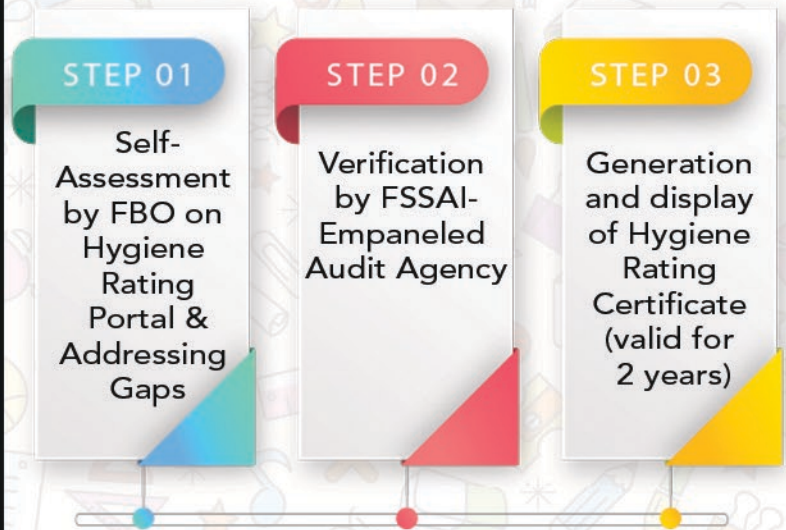 STEP 01
Self-
Assessment
by FBO on
Hygiene
Rating
Portal &
Addressing
Gaps
STEP 02
Verification
by FSSAI-
Empaneled
Audit Agency
STEP 03
Generation
and display
of Hygiene
Rating
Certificate
(valid for
2 years)